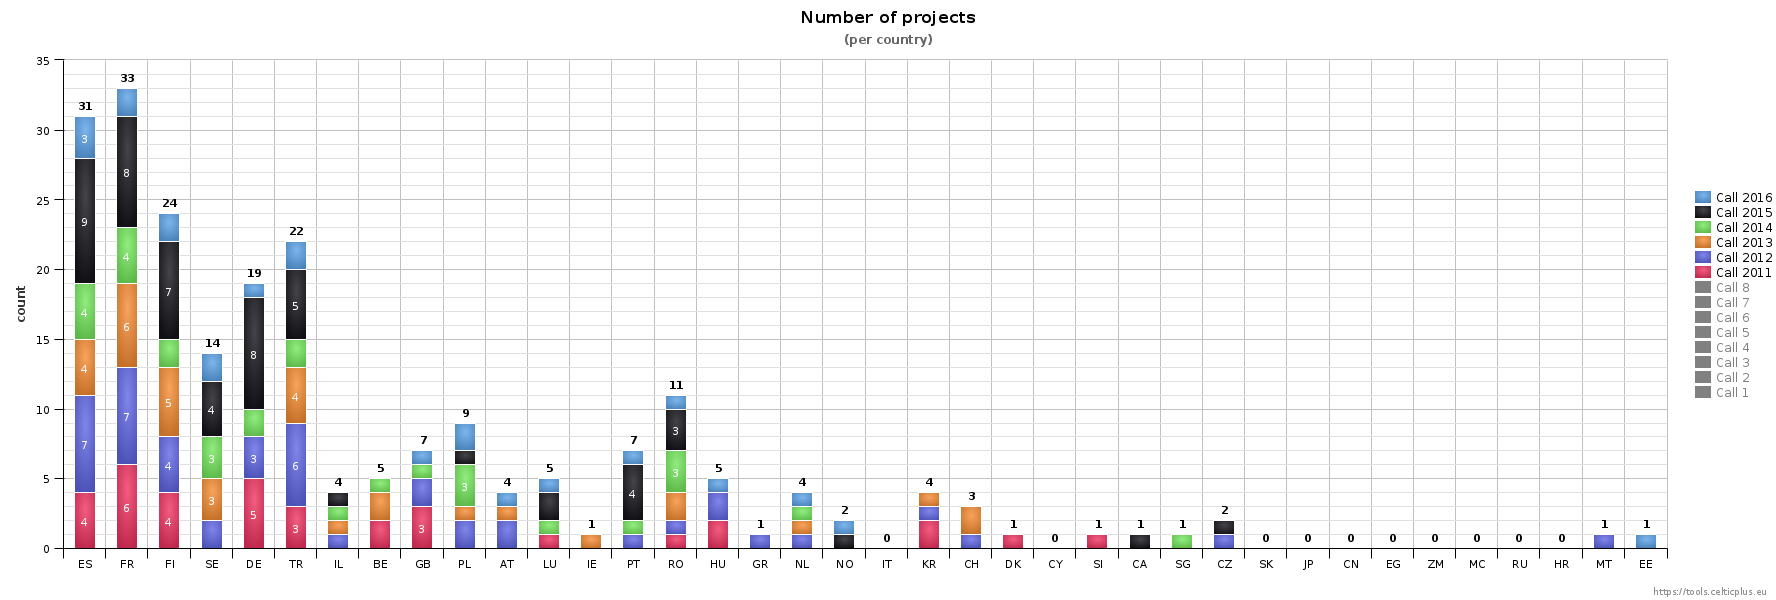 Number of projects
(per country)
31 33 24 14 19 22 4 5 7 9 4 5 1 7 11 5 1 4 2 0 4 3 1 0 1 1 1 2 0 0 0 0 0 0 0 0 1 1
35
30
25
20
15
10
5
0
count
3 9 4 4 7 4
8 4 6 7 6
7 5 4 4
4 3 3
8 3 5
5 4 6 3
3
3
4
3 3
ES FR FI SE DE TR IL BE GB PL AT LU IE PT RO HU GR NL NO IT KR CH DK CY SI CA SG CZ SK JP CN EG ZM MC RU HR MT EE
Call 2016
Call 2015
Call 2014
Call 2013
Call 2012
Call 2011
Call 8
Call 7
Call 6
Call 5
Call 4
Call 3
Call 2
Call 1
https://tools.celticplus.eu